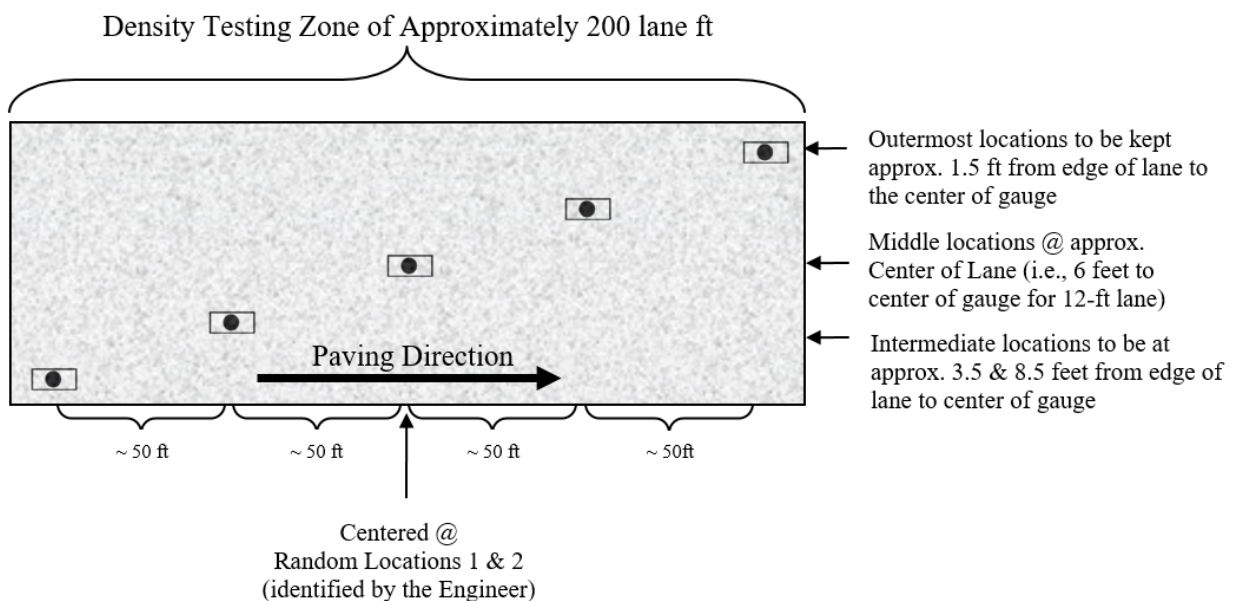 Density Testing Zone of Approximately 200 lane ft
Outermost locations to be kept
approx. 1.5 ft from edge of lane to
the center of gauge
Middle locations @ approx.
Center of Lane (i.e., 6 feet to
center of gauge for 12-ft lane)
Intermediate locations to be at
approx. 3.5 & 8.5 feet from edge of
lane to center of gauge
Paving Direction
~ 50 ft
~ 50 ft
~ 50 ft
~ 50ft
Centered @
Random Locations 1 & 2
(identified by the Engineer)